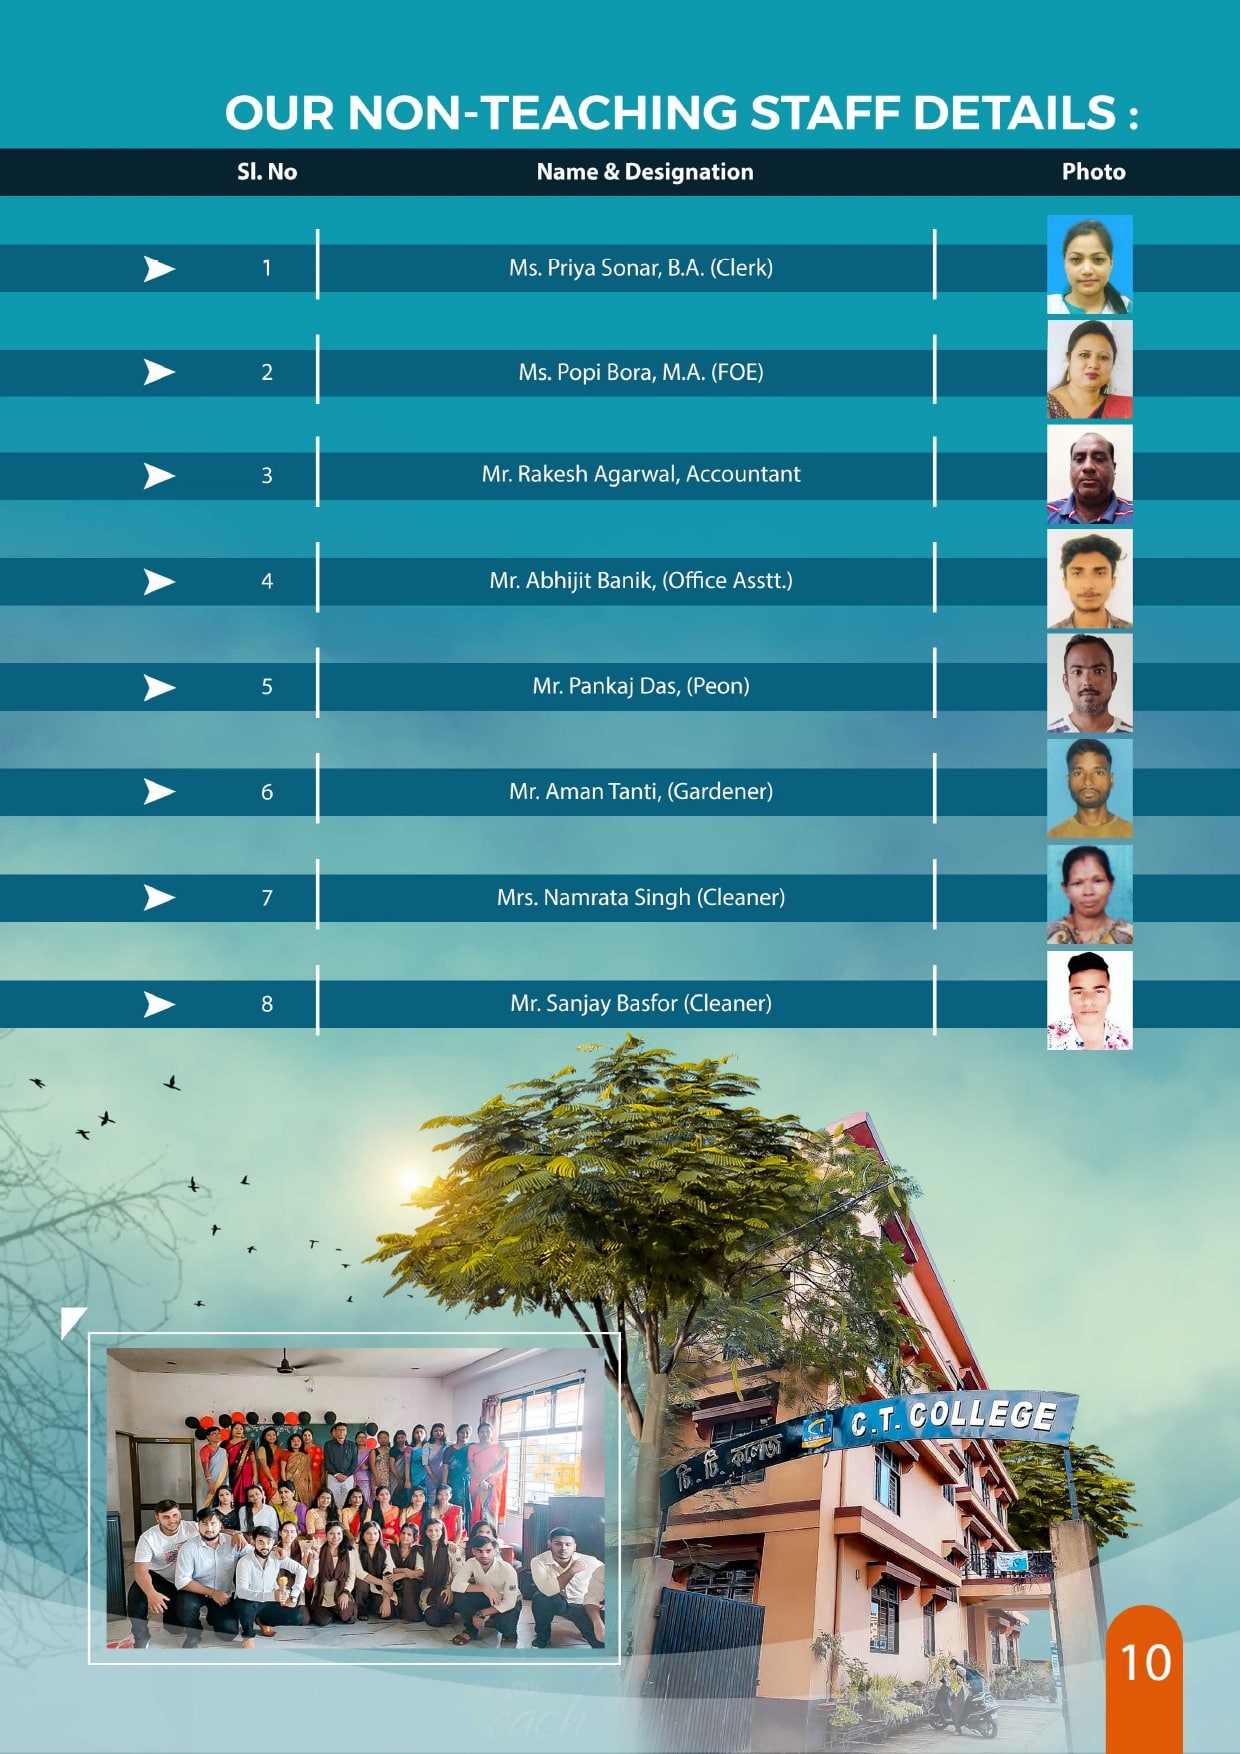 OUR NON-TEACHING STAFF DETAILS :
Sl. No Name & Designation Photo
1 Ms. Priya Sonar, B.A. (Clerk)
2 Ms. Popi Bora, M.A. (FOE)
3 Mr. Rakesh Agarwal, Accountant
4 Mr. Abhijit Banik, (Office Asstt.)
5 Mr. Pankaj Das, (Peon)
6 Mr. Aman Tanti, (Gardener)
7 Mrs. Namrata Singh (Cleaner)
8 Mr. Sanjay Basfor (Cleaner)
চি. টি. কলেজ C.T. COLLEGE
10